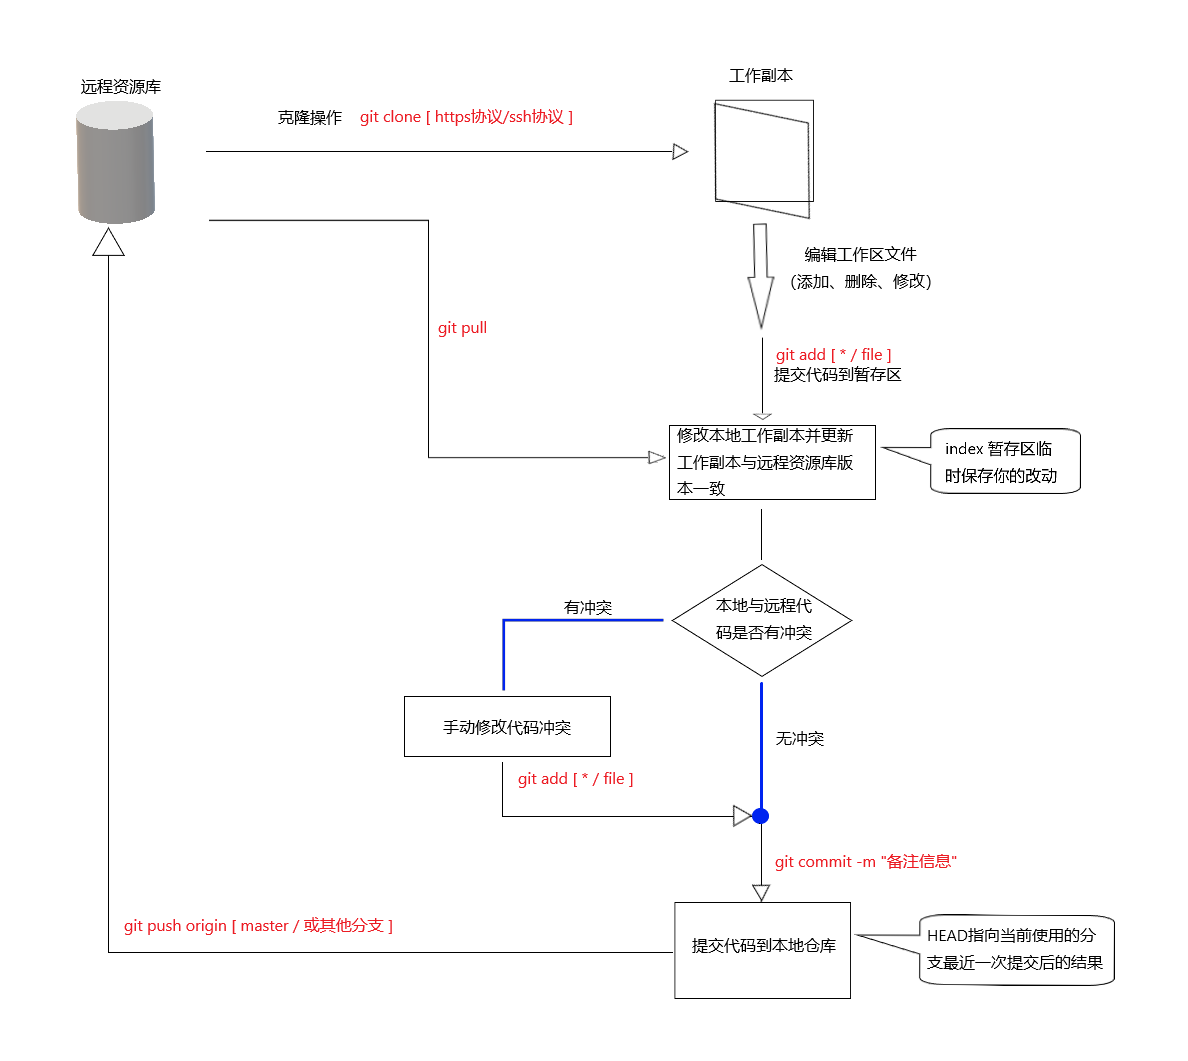 远程资源库
工作副本
克隆操作 git clone [ https协议/ssh协议 ]
编辑工作区文件
（添加、删除、修改）
git pull
git add [ * / file ]
提交代码到暂存区
修改本地工作副本并更新
工作副本与远程资源库版
本一致
index 暂存区临
时保存你的改动
本地与远程代
码是否有冲突
有冲突
手动修改代码冲突
无冲突
git add [ * / file ]
git commit -m "备注信息"
git push origin [ master / 或其他分支 ]
提交代码到本地仓库
HEAD指向当前使用的分
支最近一次提交后的结果